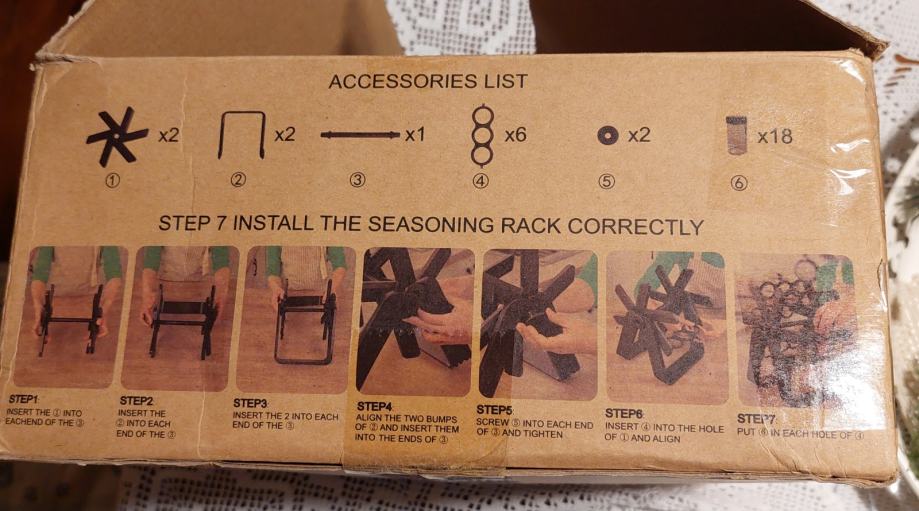 ACCESSORIES LIST
x2 x2 x1 x6 x2 x18
① ② ③ ④ ⑤ ⑥
STEP 7 INSTALL THE SEASONING RACK CORRECTLY
STEP1:
INSERT THE ① INTO
EACHEND OF THE ③
STEP2:
INSERT THE
② INTO EACH
END OF THE ③
STEP3:
INSERT THE 2 INTO EACH
END OF THE ③
STEP4:
ALIGN THE TWO BUMPS
OF ② AND INSERT THEM
INTO THE ENDS OF ③
STEP5:
SCREW ⑤ INTO EACH END
OF ③ AND TIGHTEN
STEP6:
INSERT ④ INTO THE HOLE
OF ① AND ALIGN
STEP7:
PUT ⑥ IN EACH HOLE OF ④